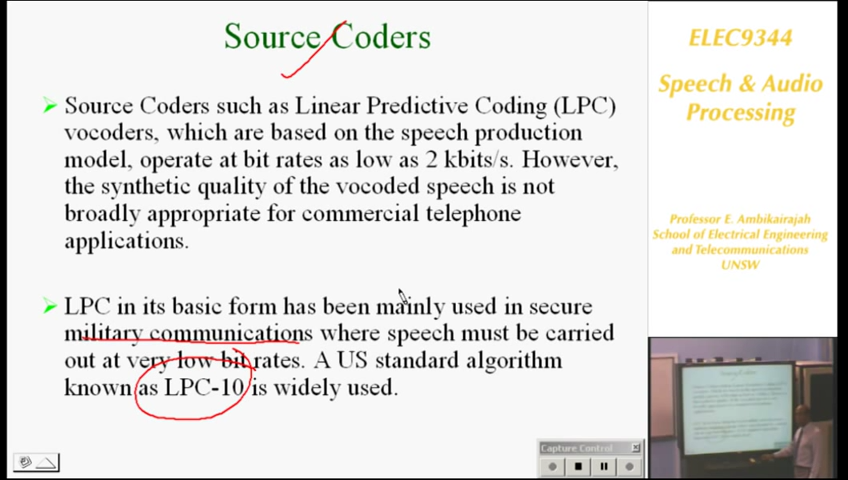 Source Coders
Source Coders such as Linear Predictive Coding (LPC)
vocoders, which are based on the speech production
model, operate at bit rates as low as 2 kbits/s. However,
the synthetic quality of the vocoded speech is not
broadly appropriate for commercial telephone
applications.
LPC in its basic form has been mainly used in secure
military communications where speech must be carried
out at very low bit rates. A US standard algorithm
known as LPC-10 is widely used.
ELEC9344
Speech & Audio
Processing
Professor E. Ambikairajah
School of Electrical Engineering
and Telecommunications
UNSW
Capture Control